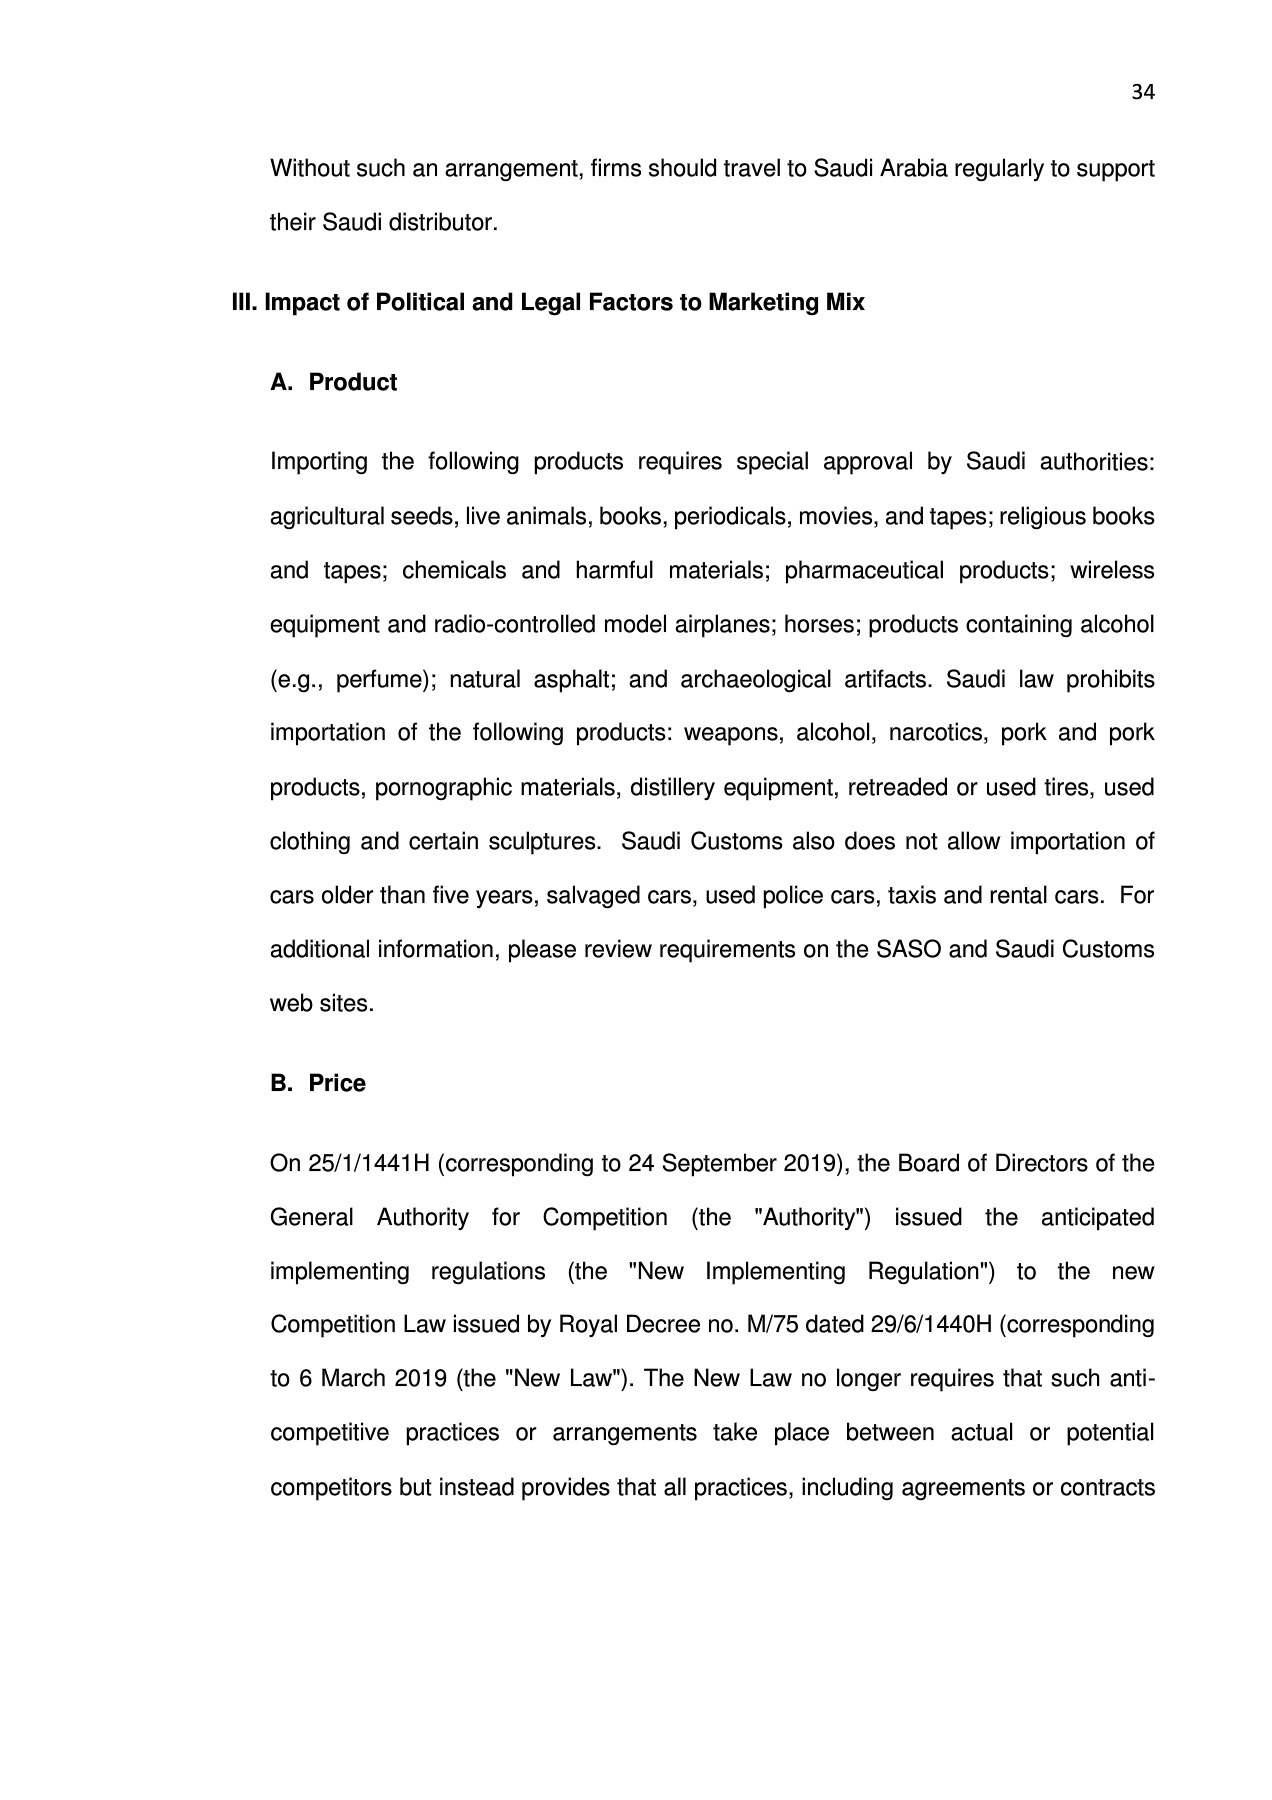 34
Without such an arrangement, firms should travel to Saudi Arabia regularly to support
their Saudi distributor.
III. Impact of Political and Legal Factors to Marketing Mix
A. Product
Importing the following products requires special approval by Saudi authorities:
agricultural seeds, live animals, books, periodicals, movies, and tapes; religious books
and tapes; chemicals and harmful materials; pharmaceutical products; wireless
equipment and radio-controlled model airplanes; horses; products containing alcohol
(e.g., perfume); natural asphalt; and archaeological artifacts. Saudi law prohibits
importation of the following products: weapons, alcohol, narcotics, pork and pork
products, pornographic materials, distillery equipment, retreaded or used tires, used
clothing and certain sculptures.  Saudi Customs also does not allow importation of
cars older than five years, salvaged cars, used police cars, taxis and rental cars.  For
additional information, please review requirements on the SASO and Saudi Customs
web sites.
B. Price
On 25/1/1441H (corresponding to 24 September 2019), the Board of Directors of the
General Authority for Competition (the "Authority") issued the anticipated
implementing regulations (the "New Implementing Regulation") to the new
Competition Law issued by Royal Decree no. M/75 dated 29/6/1440H (corresponding
to 6 March 2019 (the "New Law"). The New Law no longer requires that such anti-
competitive practices or arrangements take place between actual or potential
competitors but instead provides that all practices, including agreements or contracts